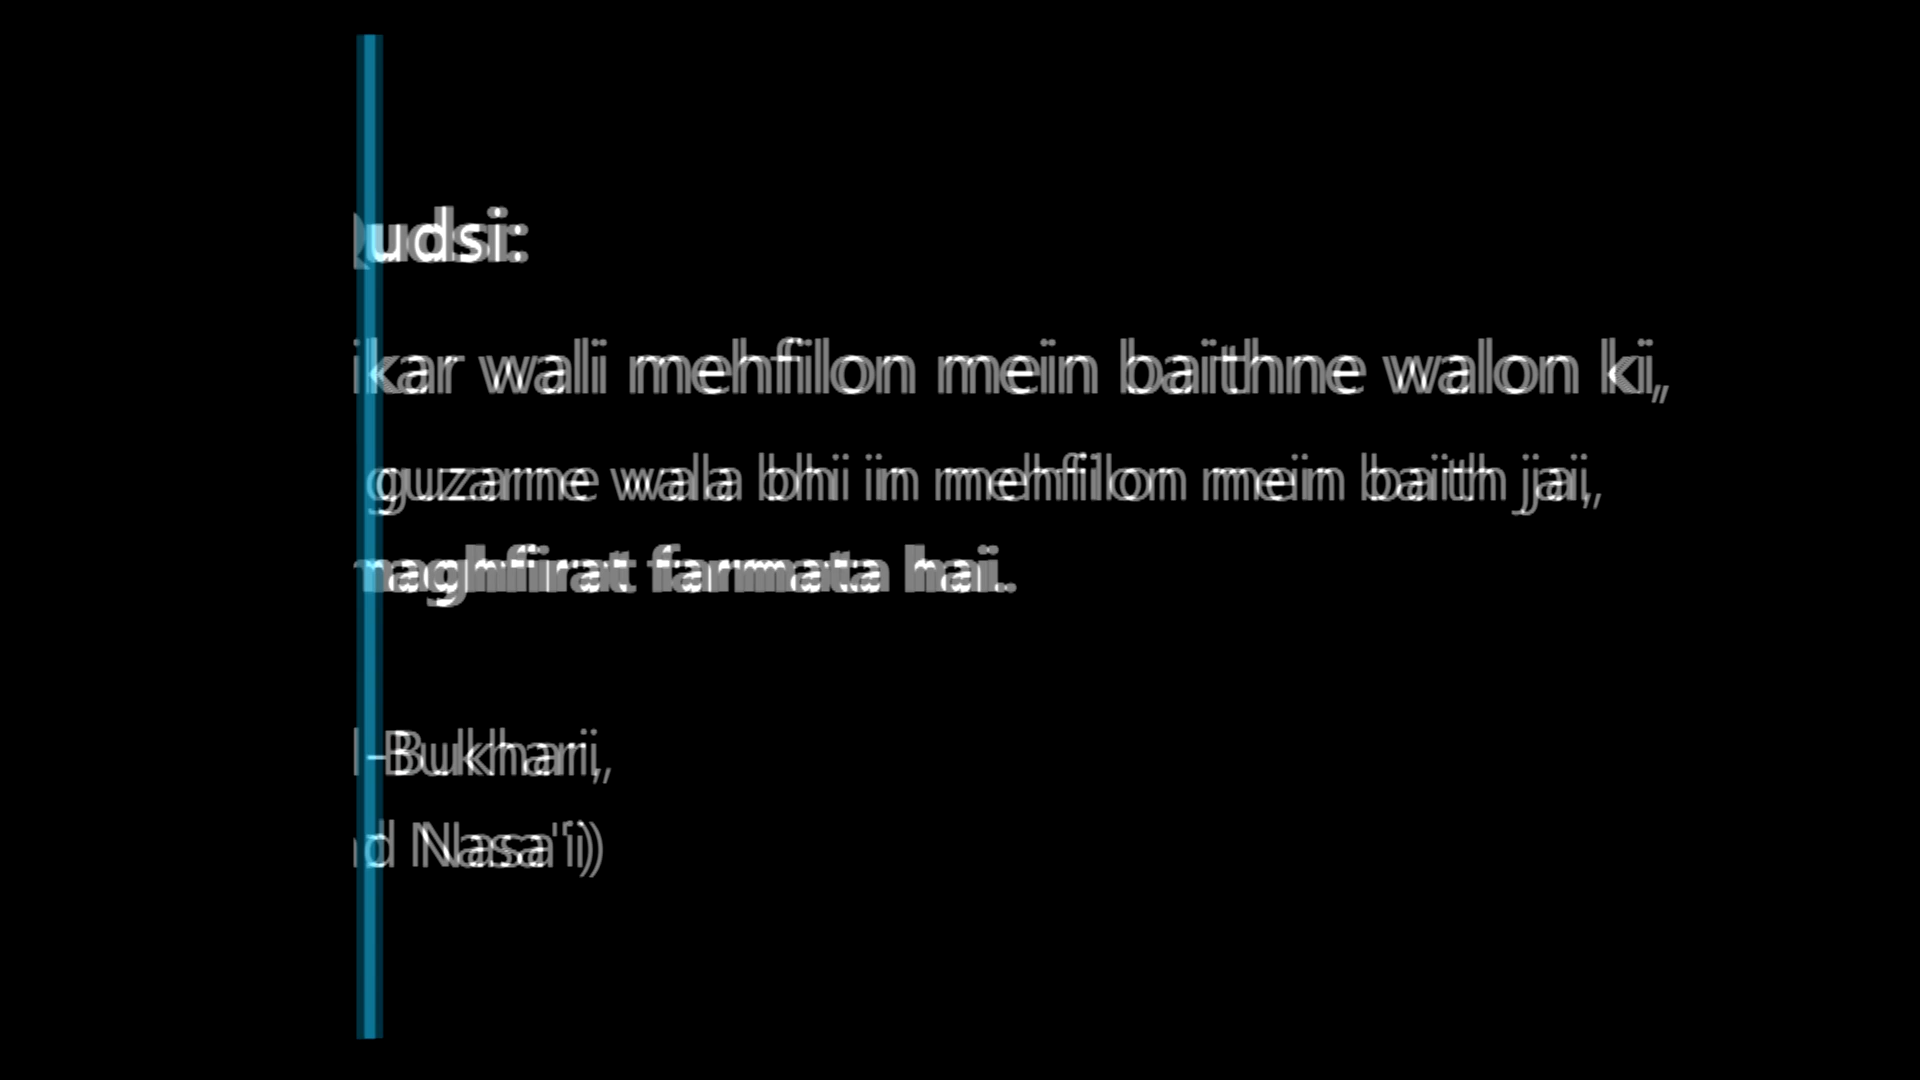 udsi:
ikar wali mehfilon mein baithne walon ki,
guzarne wala bhi in mehfilon mein baith jai,
maghfirat farmata hai.
l-Bukhari,
d Nasa'i)